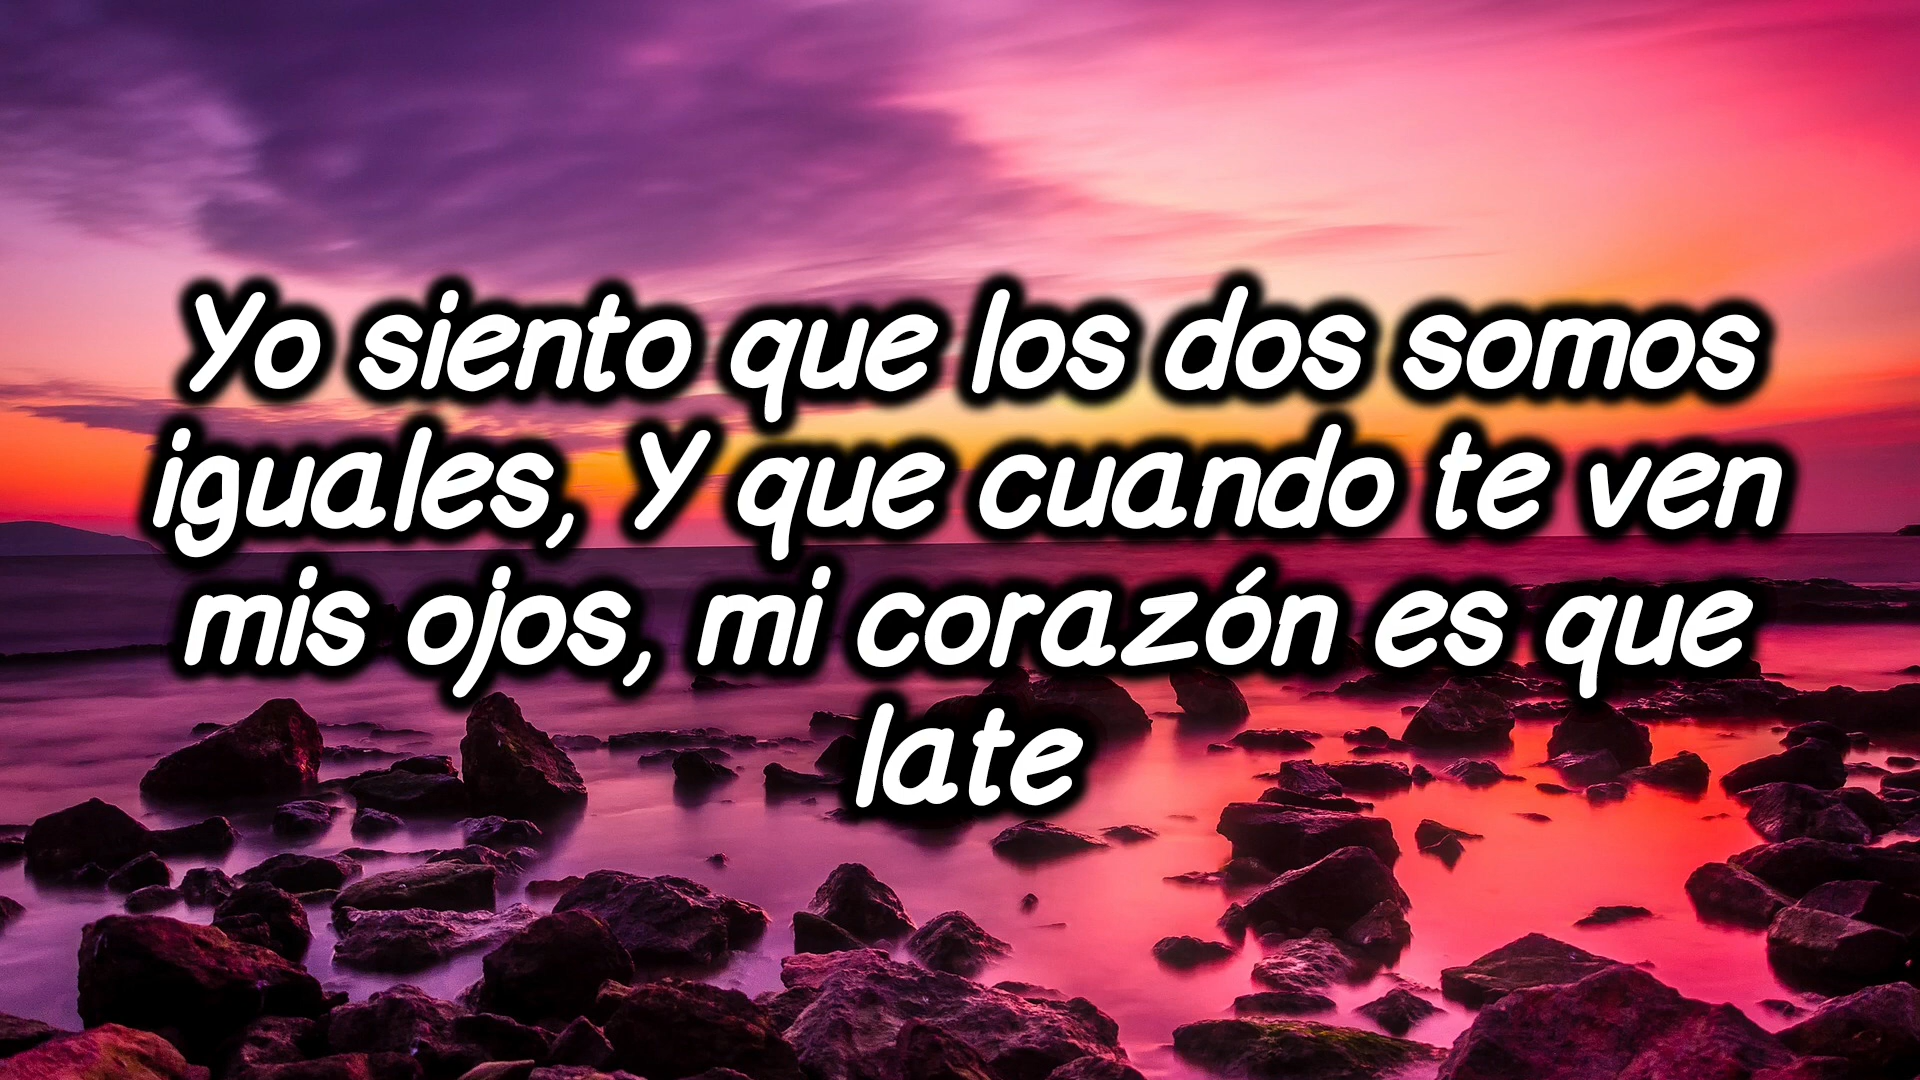 Yo siento que los dos somos
iguales, Y que cuando te ven
mis ojos, mi corazón es que
late